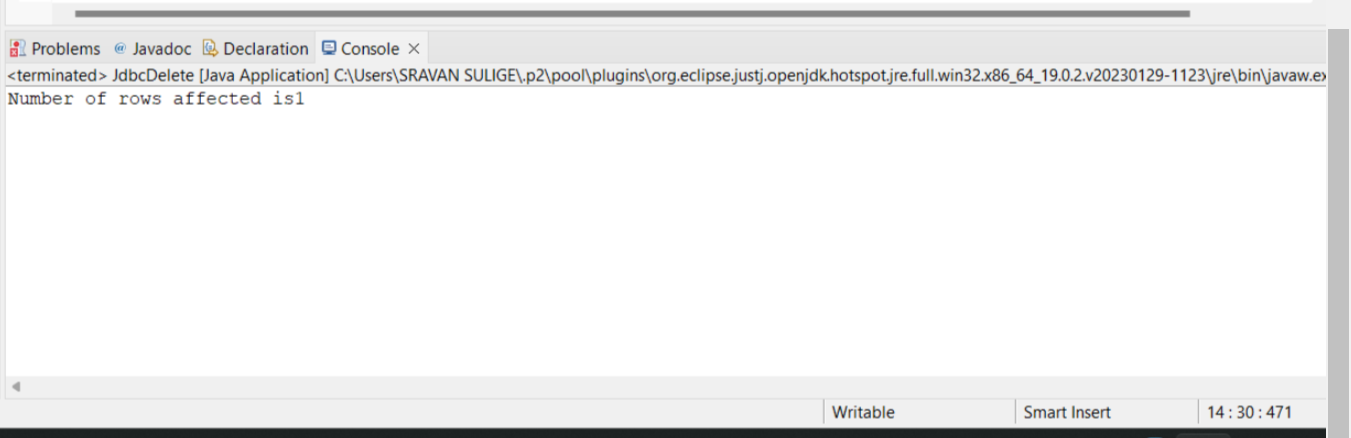 Problems @ Javadoc Declaration Console ×
<terminated> JdbcDelete [Java Application] C:\Users\SRAVAN SULIGE\.p2\pool\plugins\org.eclipse.justj.openjdk.hotspot.jre.full.win32.x86_64_19.0.2.v20230129-1123\jre\bin\javaw.ex
Number of rows affected is1
Writable Smart Insert 14 : 30 : 471